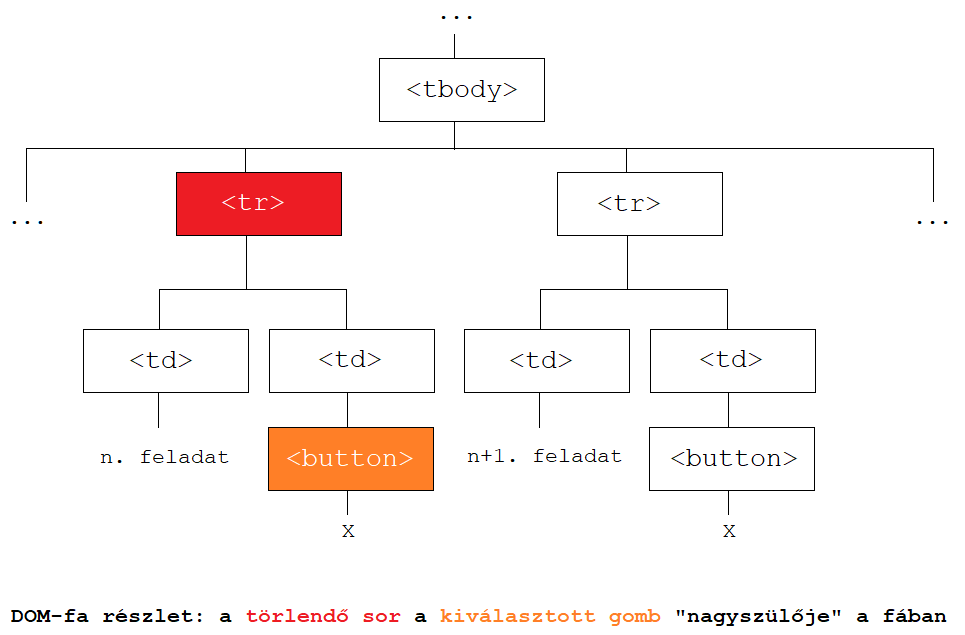 ...
<tbody>
... <tr> <tr> ...
<td> <td> <td> <td>
n. feladat <button> n+1. feladat <button>
X X
DOM-fa részlet: a törlendő sor a kiválasztott gomb "nagyszülője" a fában